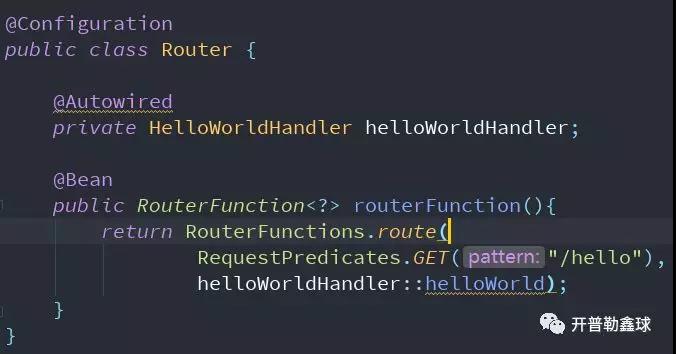 @Configuration
public class Router {
@Autowired
private HelloWorldHandler helloWorldHandler;
@Bean
public RouterFunction<?> routerFunction(){
return RouterFunctions.route(
RequestPredicates.GET( pattern: "/hello"),
helloWorldHandler::helloWorld);
}
}
开普勒鑫球